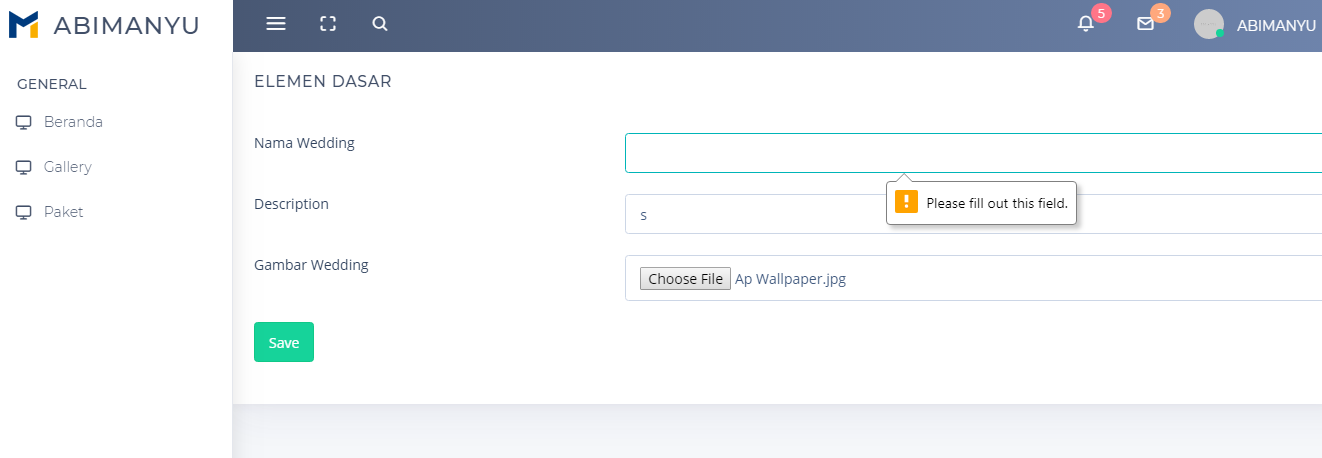 ABIMANYU
5
3
ABIMANYU
GENERAL
Beranda
Gallery
Paket
ELEMEN DASAR
Nama Wedding
Please fill out this field.
Description
s
Gambar Wedding
Choose File Ap Wallpaper.jpg
Save